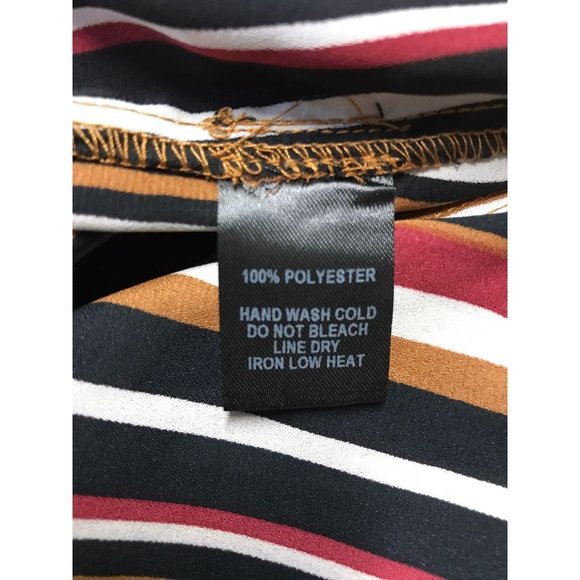 100% POLYESTER
HAND WASH COLD
DO NOT BLEACH
LINE DRY
IRON LOW HEAT